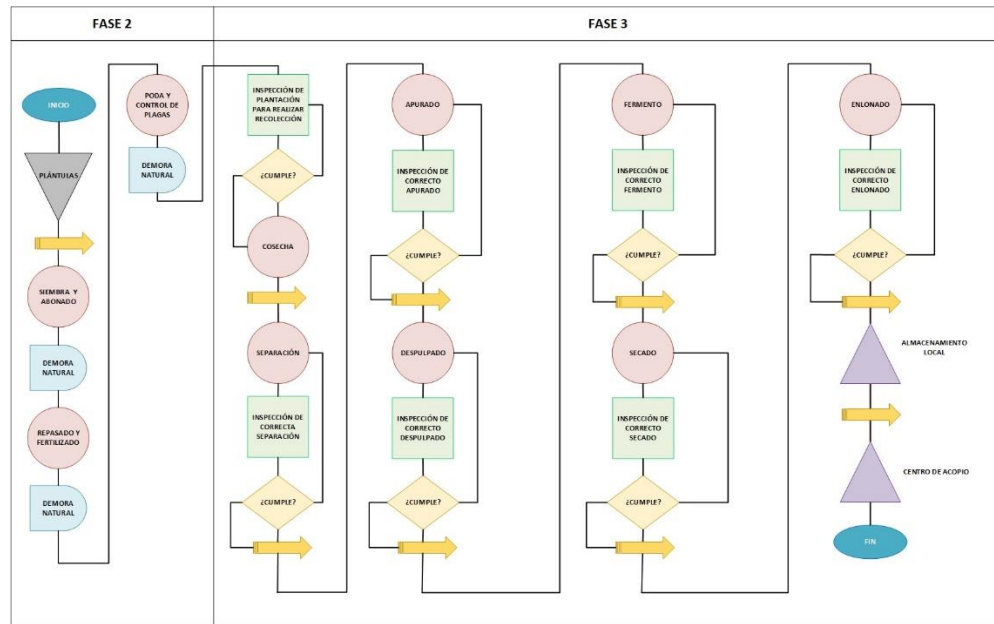 FASE 2
FASE 3
INICIO
PLÁNTULAS
SIEMBRA Y
ABONADO
DEMORA
NATURAL
REPASADO Y
FERTILIZADO
DEMORA
NATURAL
PODA Y
CONTROL DE
PLAGAS
DEMORA
NATURAL
INSPECCIÓN DE
PLANTACIÓN
PARA REALIZAR
RECOLECCIÓN
¿CUMPLE?
COSECHA
SEPARACIÓN
INSPECCIÓN DE
CORRECTA
SEPARACIÓN
¿CUMPLE?
APURADO
INSPECCIÓN DE
CORRECTO
APURADO
¿CUMPLE?
DESPULPADO
INSPECCIÓN DE
CORRECTO
DESPULPADO
¿CUMPLE?
FERMENTO
INSPECCIÓN DE
CORRECTO
FERMENTO
¿CUMPLE?
SECADO
INSPECCIÓN DE
CORRECTO
SECADO
¿CUMPLE?
ENLONADO
INSPECCIÓN DE
CORRECTO
ENLONADO
¿CUMPLE?
ALMACENAMIENTO
LOCAL
CENTRO DE ACOPIO
FIN